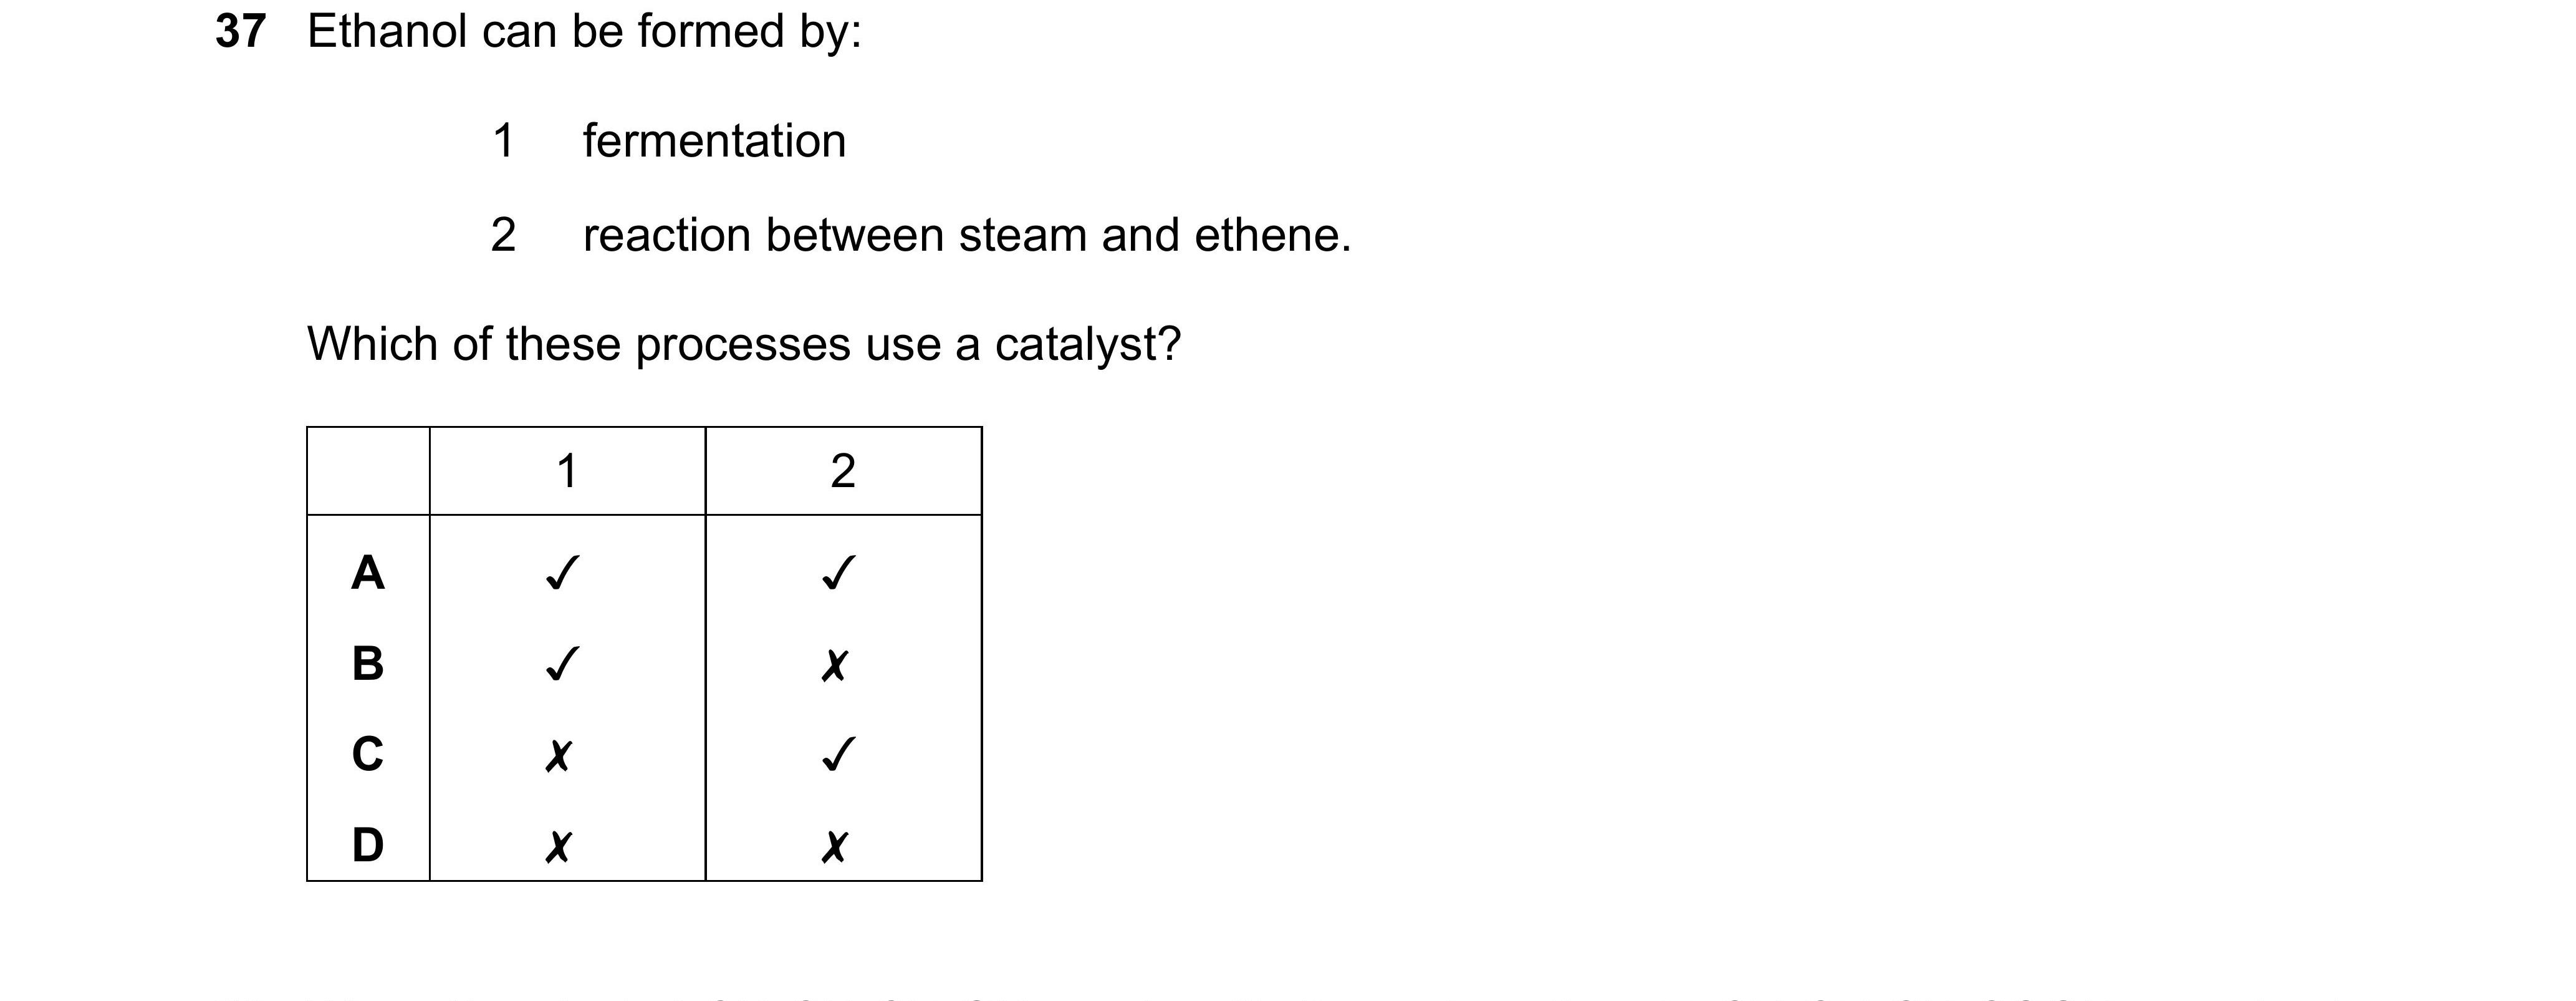 37 Ethanol can be formed by:
1 fermentation
2 reaction between steam and ethene.
Which of these processes use a catalyst?
1 2
A ✓ ✓
B ✓ ✗
C ✗ ✓
D ✗ ✗